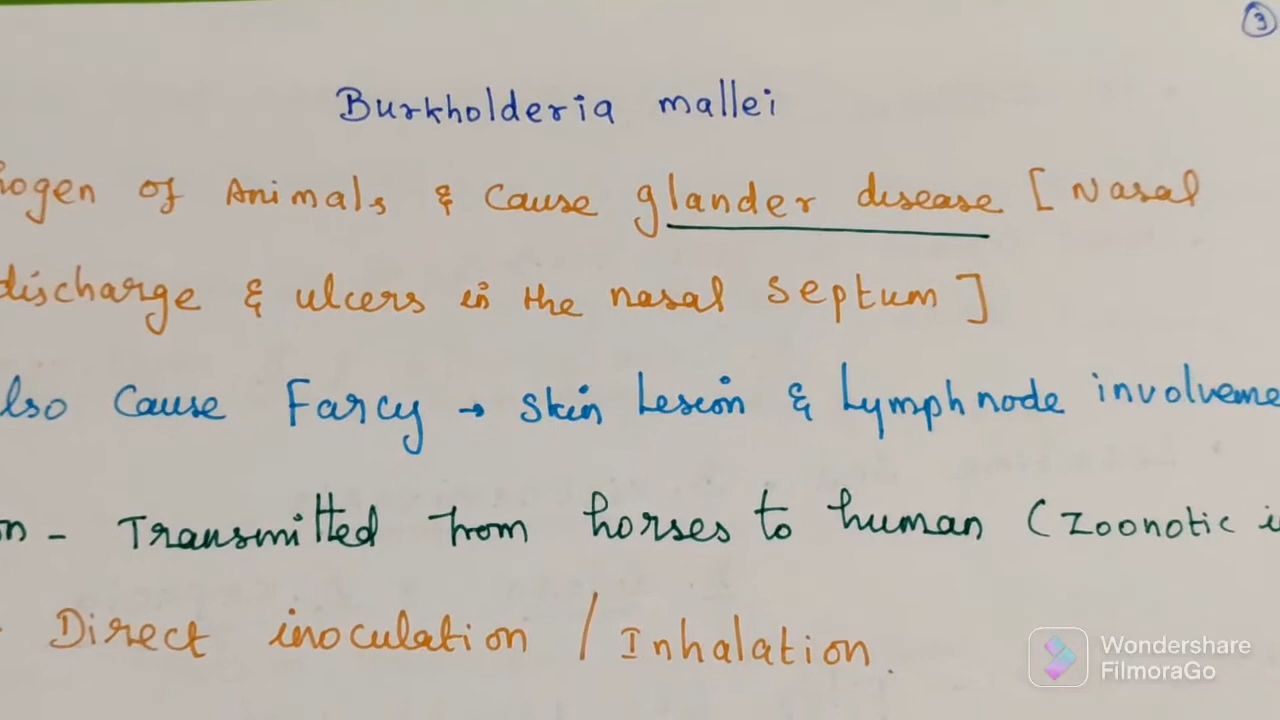 3
Burkholderia mallei
ogen of Animals & Cause glander disease [Nasal
discharge & ulcers in the nasal septum]
lso Cause Farcy → Skin Lesion & Lymphnode involveme
n - Transmitted from horses to human (Zoonotic i
Direct inoculation / Inhalation.
Wondershare
FilmoraGo